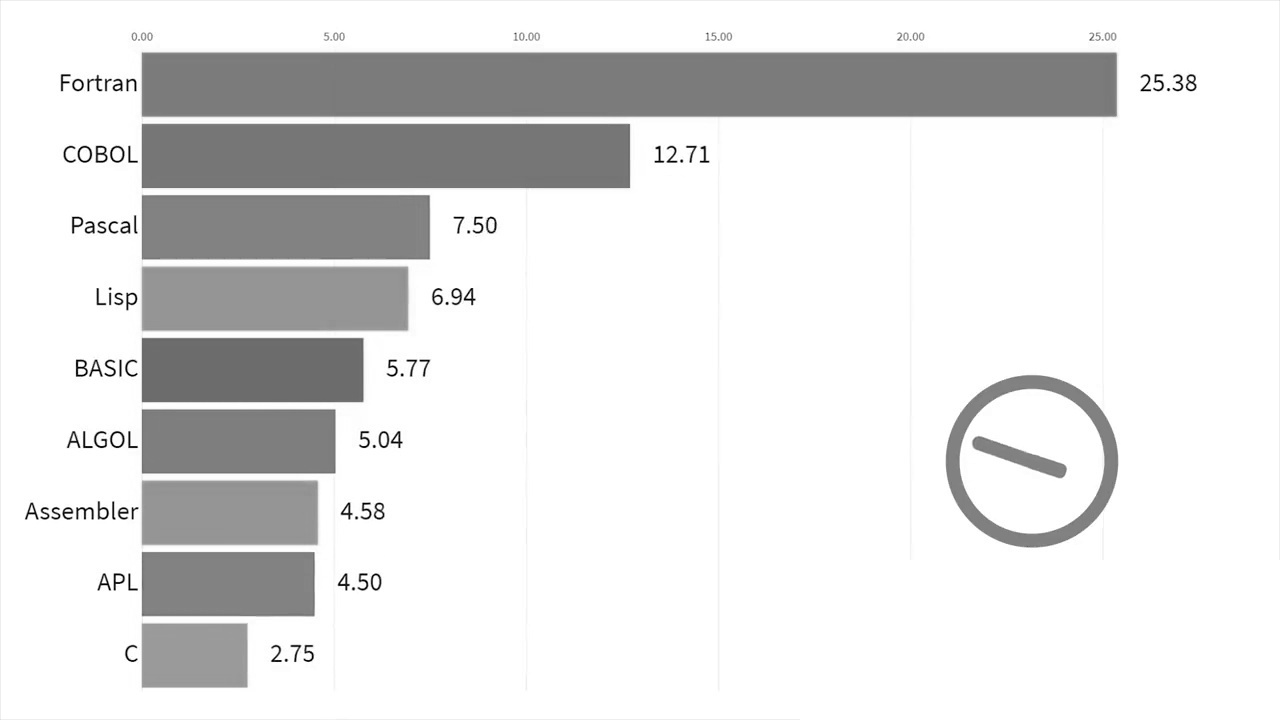 0.00 5.00 10.00 15.00 20.00 25.00
Fortran 25.38
COBOL 12.71
Pascal 7.50
Lisp 6.94
BASIC 5.77
ALGOL 5.04
Assembler 4.58
APL 4.50
C 2.75